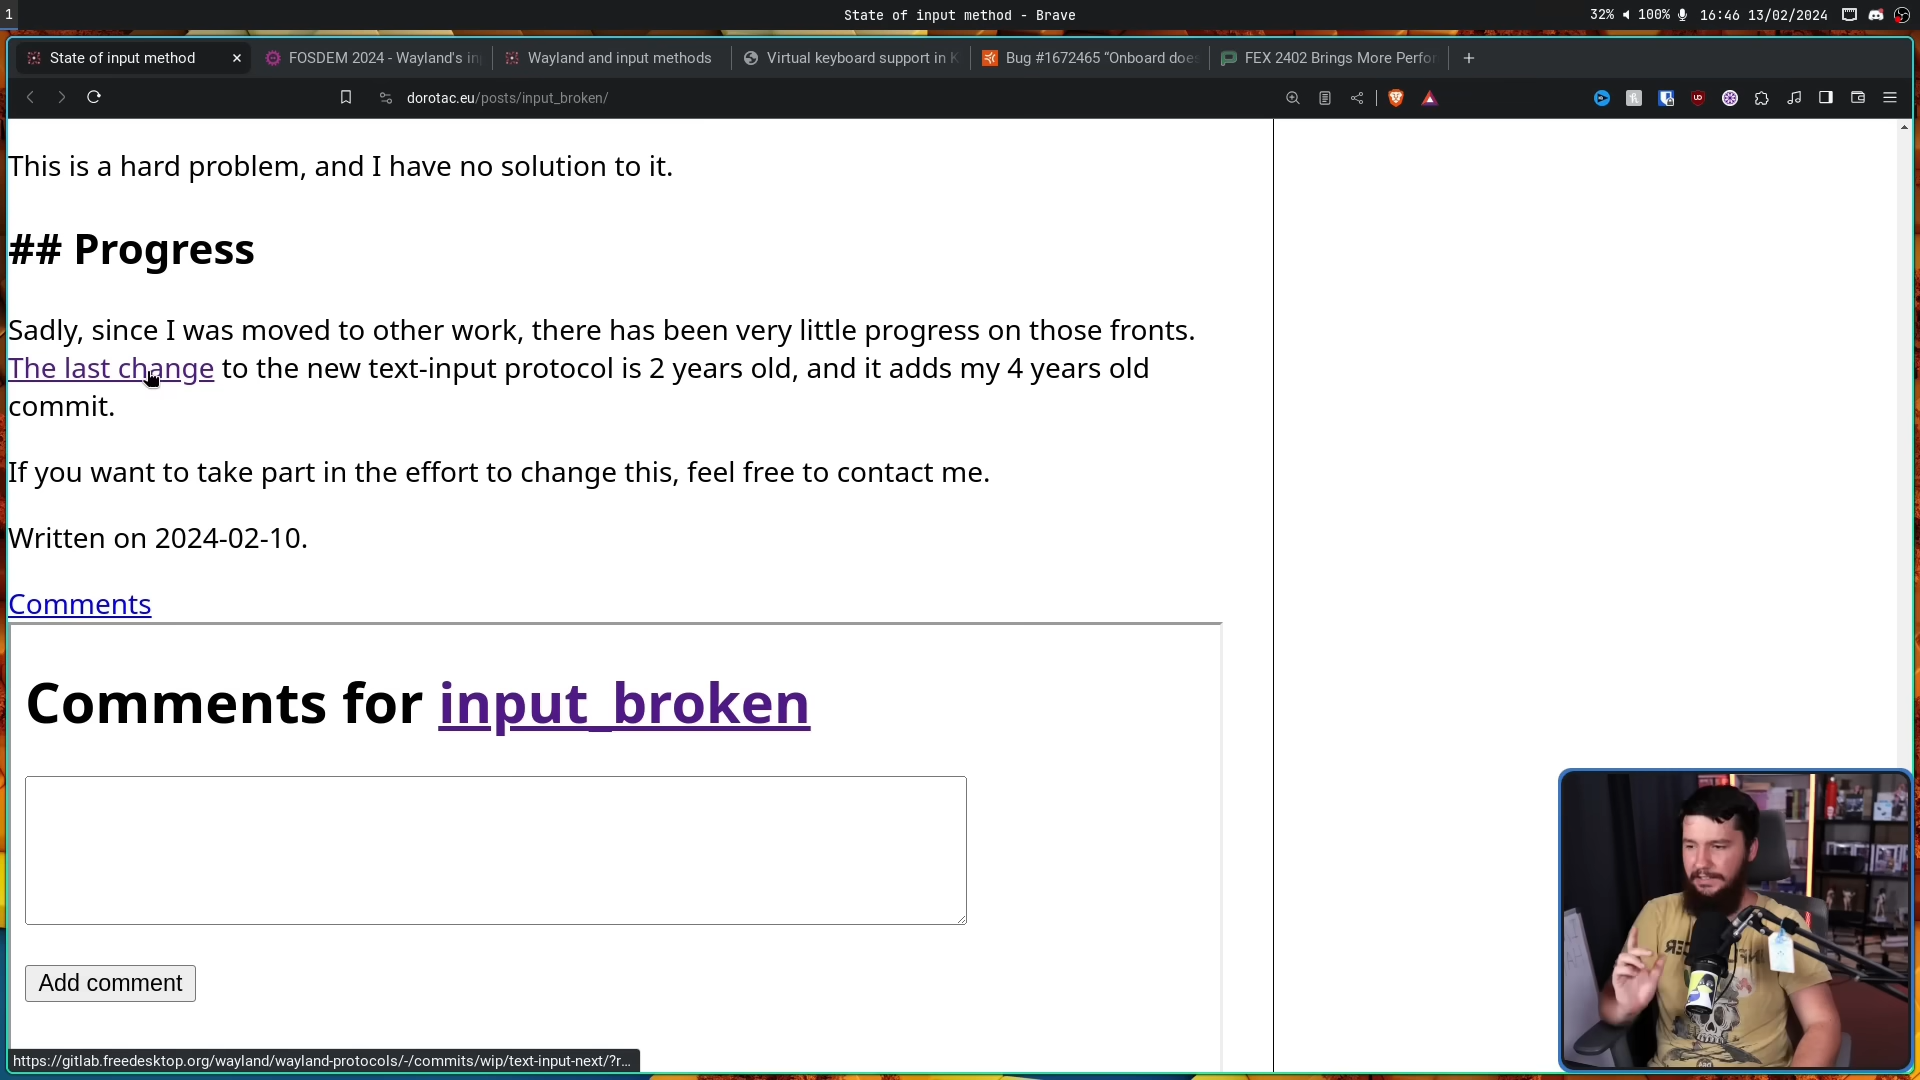 1
State of input method - Brave
32% 100% 16:46 13/02/2024
State of input method
FOSDEM 2024 - Wayland's in
Wayland and input methods
Virtual keyboard support in K
Bug #1672465 “Onboard does
FEX 2402 Brings More Perfor
dorotac.eu/posts/input_broken/
This is a hard problem, and I have no solution to it.
## Progress
Sadly, since I was moved to other work, there has been very little progress on those fronts.
The last change to the new text-input protocol is 2 years old, and it adds my 4 years old
commit.
If you want to take part in the effort to change this, feel free to contact me.
Written on 2024-02-10.
Comments
Comments for input_broken
Add comment
https://gitlab.freedesktop.org/wayland/wayland-protocols/-/commits/wip/text-input-next/?r...